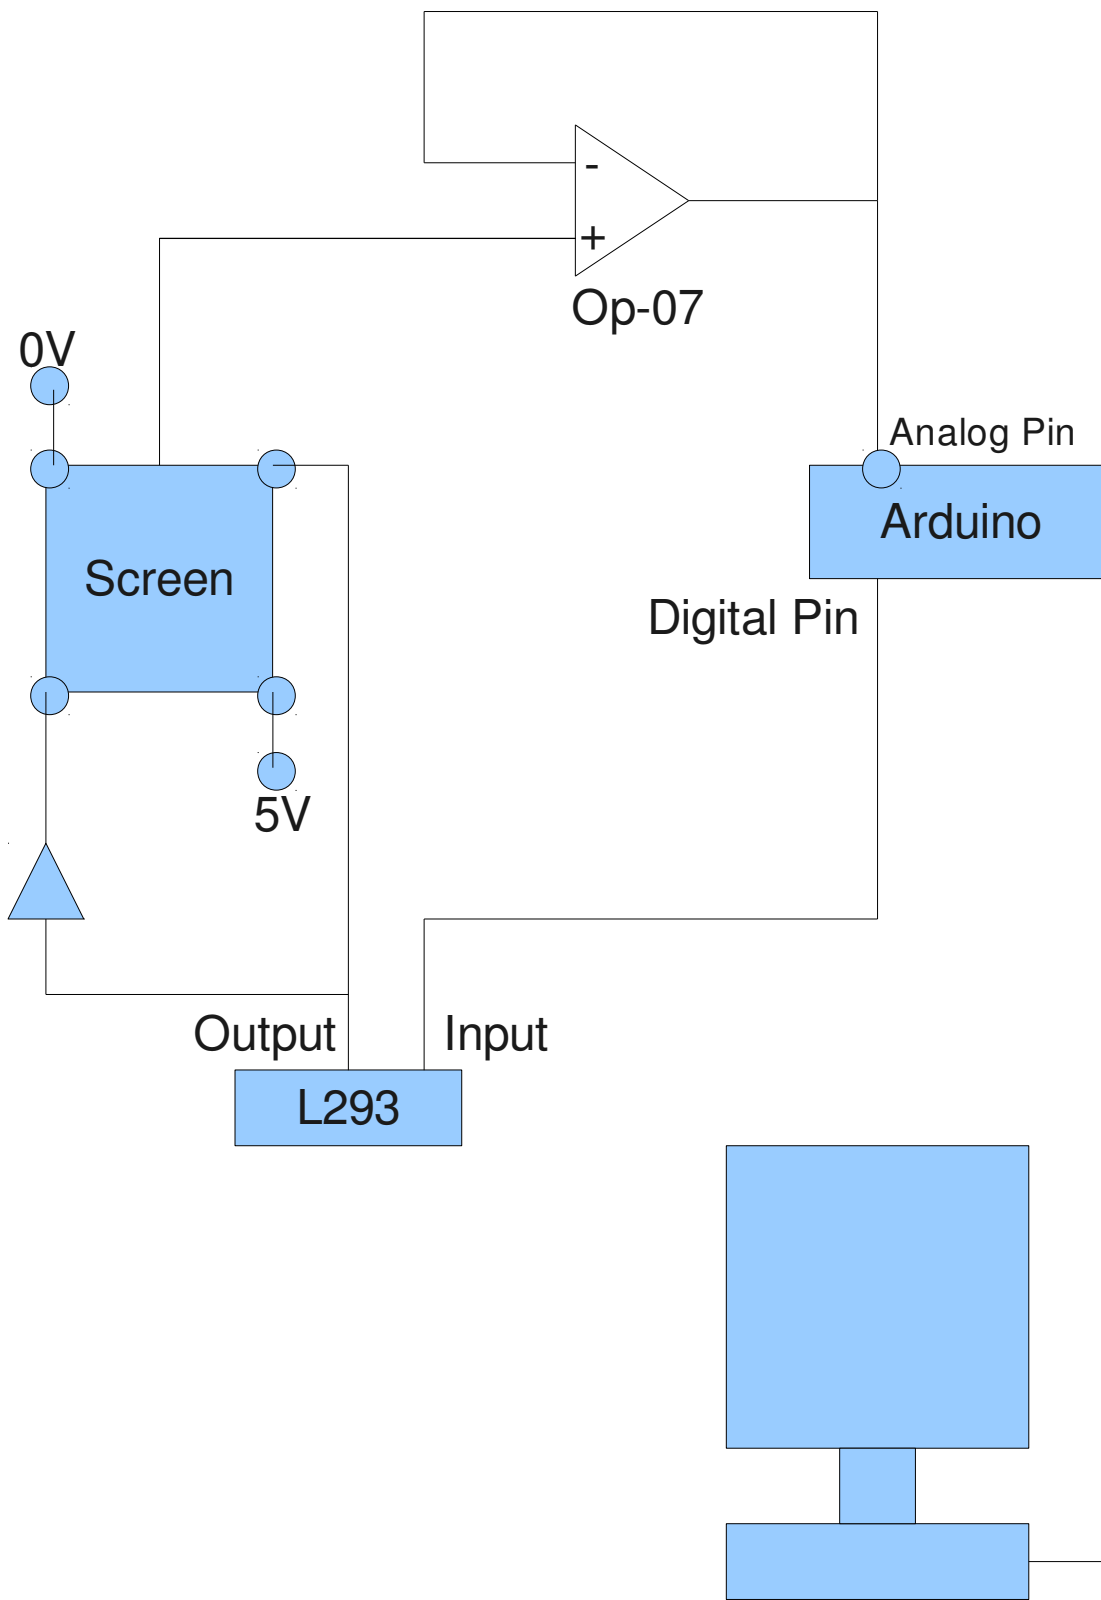 -
+
Op-07
0V
Analog Pin
Arduino
Screen
Digital Pin
5V
Output
Input
L293